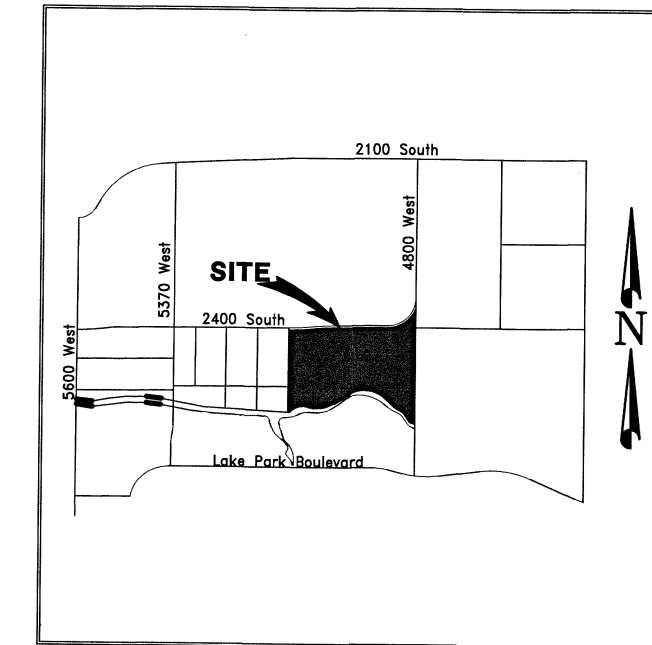 2100 South
4800 West
5370 West
SITE
2400 South
N
5600 West
Lake Park Boulevard